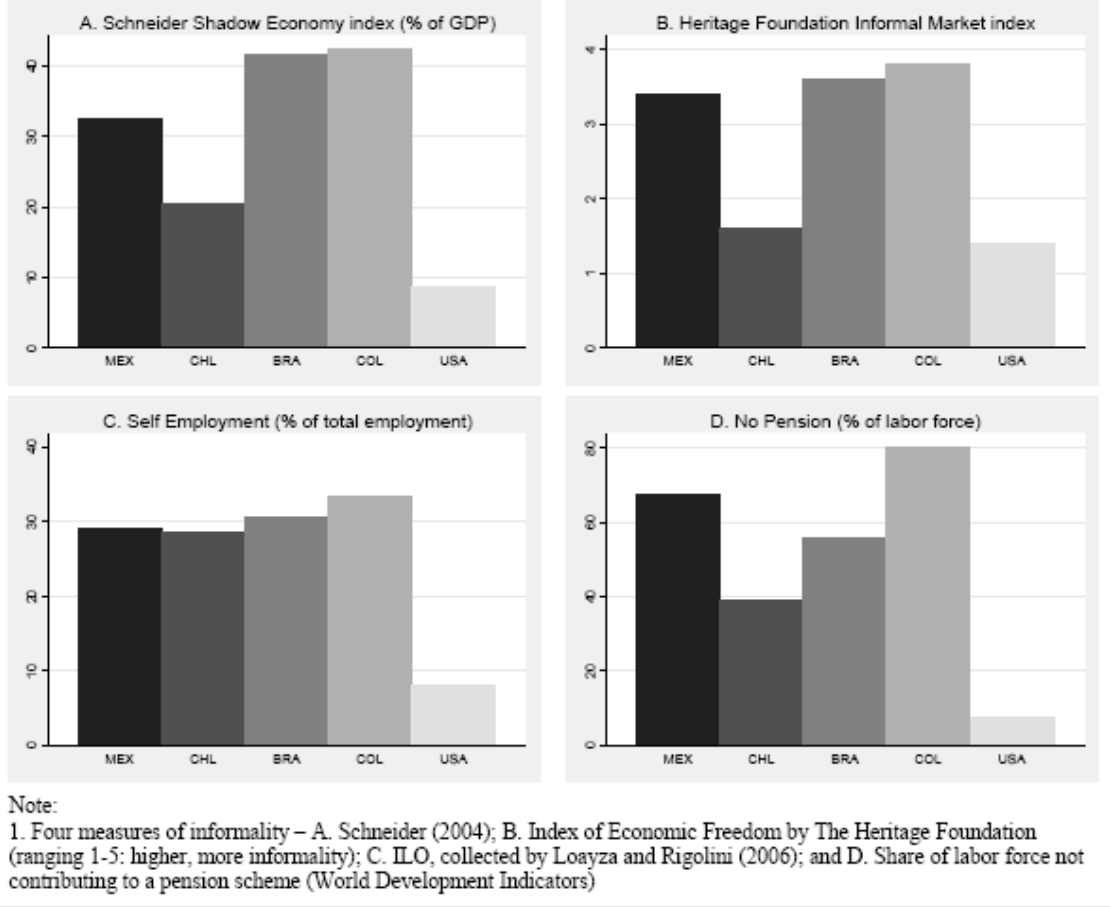 A. Schneider Shadow Economy index (% of GDP)
40
30
20
10
0
MEX CHL BRA COL USA
B. Heritage Foundation Informal Market index
4
3
2
1
0
MEX CHL BRA COL USA
C. Self Employment (% of total employment)
40
30
20
10
0
MEX CHL BRA COL USA
D. No Pension (% of labor force)
80
60
40
20
0
MEX CHL BRA COL USA
Note:
1. Four measures of informality – A. Schneider (2004); B. Index of Economic Freedom by The Heritage Foundation
(ranging 1-5: higher, more informality); C. ILO, collected by Loayza and Rigolini (2006); and D. Share of labor force not
contributing to a pension scheme (World Development Indicators)